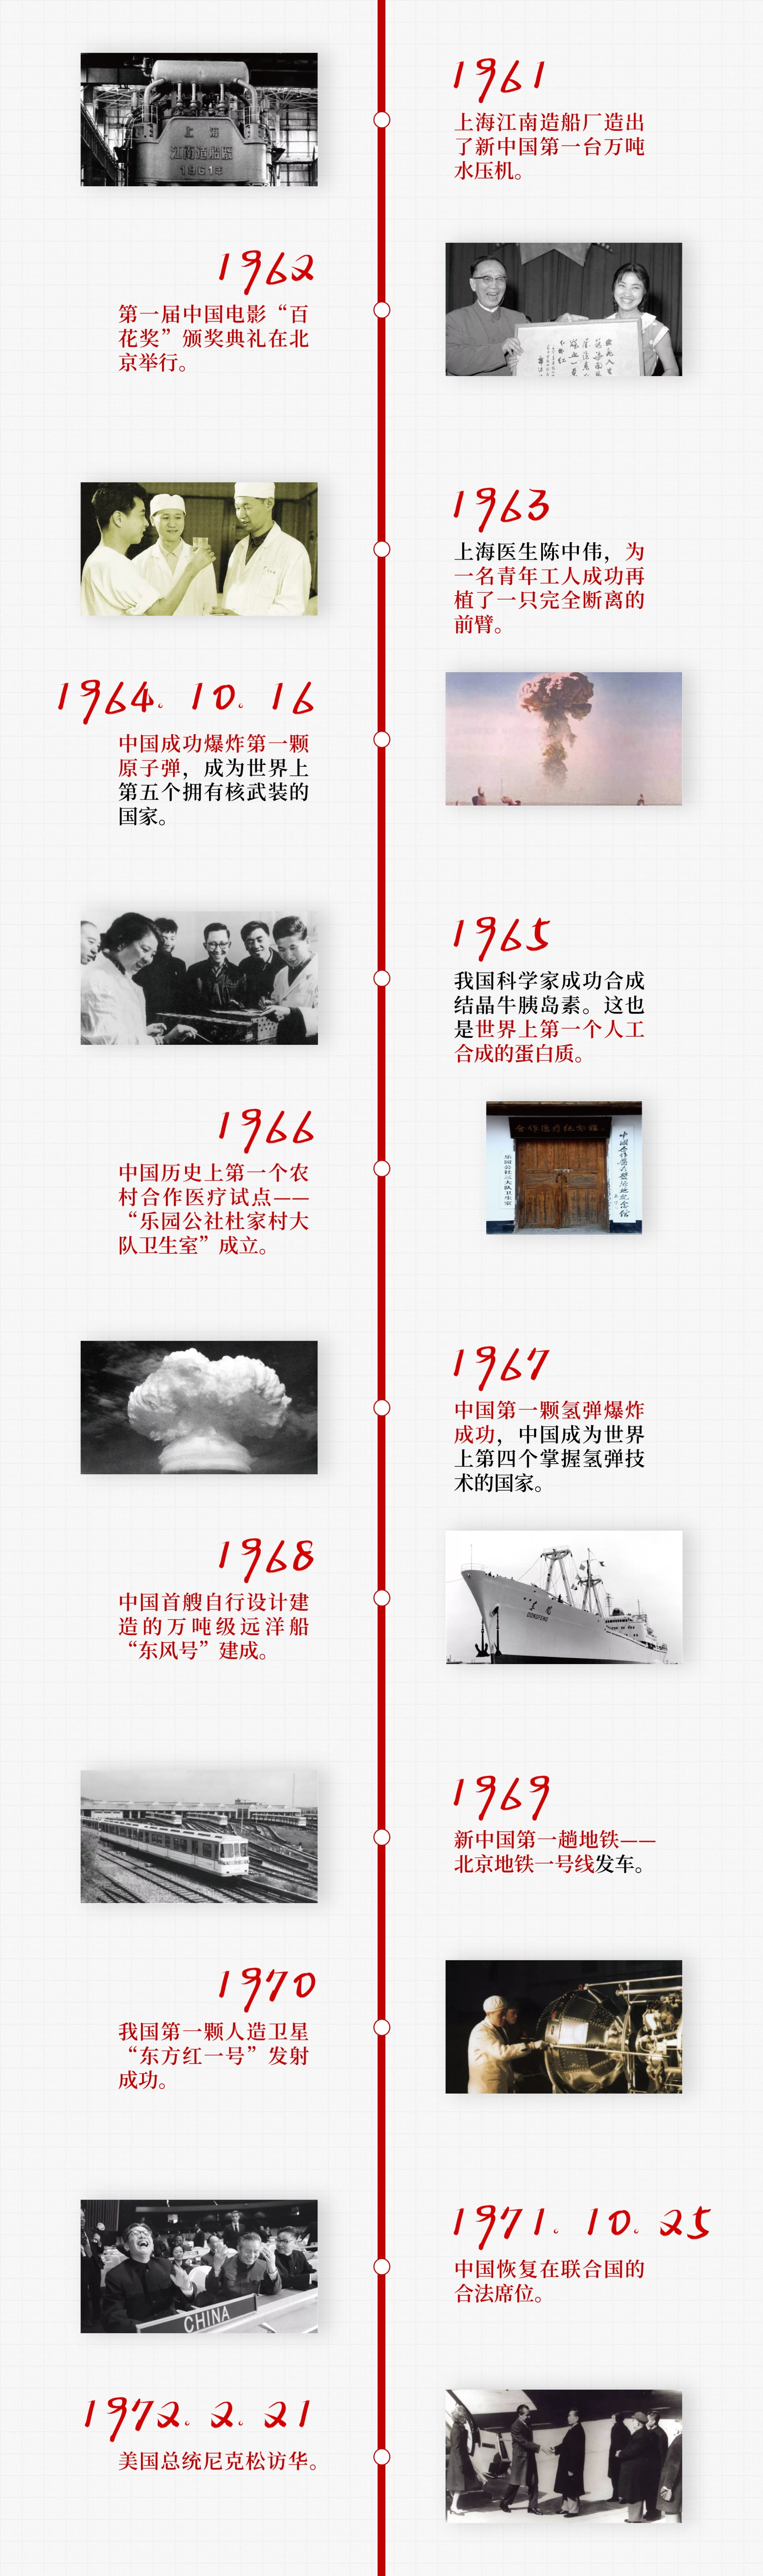 上海
江南造船厰
1961年
1961
上海江南造船厂造出
了新中国第一台万吨
水压机。
1962
第一届中国电影“百
花奖”颁奖典礼在北
京举行。
1963
上海医生陈中伟，为
一名青年工人成功再
植了一只完全断离的
前臂。
1964.10.16
中国成功爆炸第一颗
原子弹，成为世界上
第五个拥有核武装的
国家。
1965
我国科学家成功合成
结晶牛胰岛素。这也
是世界上第一个人工
合成的蛋白质。
1966
中国历史上第一个农
村合作医疗试点——
“乐园公社杜家村大
队卫生室”成立。
合作医疗纪念馆
乐园公社三大队卫生室
中国合作医疗发源地纪念馆
1967
中国第一颗氢弹爆炸
成功，中国成为世界
上第四个掌握氢弹技
术的国家。
1968
中国首艘自行设计建
造的万吨级远洋船
“东风号”建成。
DONGFENG
1969
新中国第一趟地铁——
北京地铁一号线发车。
1970
我国第一颗人造卫星
“东方红一号”发射
成功。
1971.10.25
中国恢复在联合国的
合法席位。
CHINA
1972.2.21
美国总统尼克松访华。